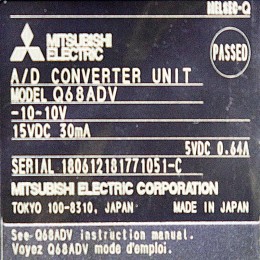 MELSEC-Q
MITSUBISHI
ELECTRIC
PASSED
A/D CONVERTER UNIT
MODEL Q68ADV
-10-10V
15VDC 30mA
5VDC 0.64A
SERIAL 180612181771051-C
MITSUBISHI ELECTRIC CORPORATION
TOKYO 100-8310, JAPAN MADE IN JAPAN
See Q68ADV instruction manual.
Voyez Q68ADV mode d'emploi.